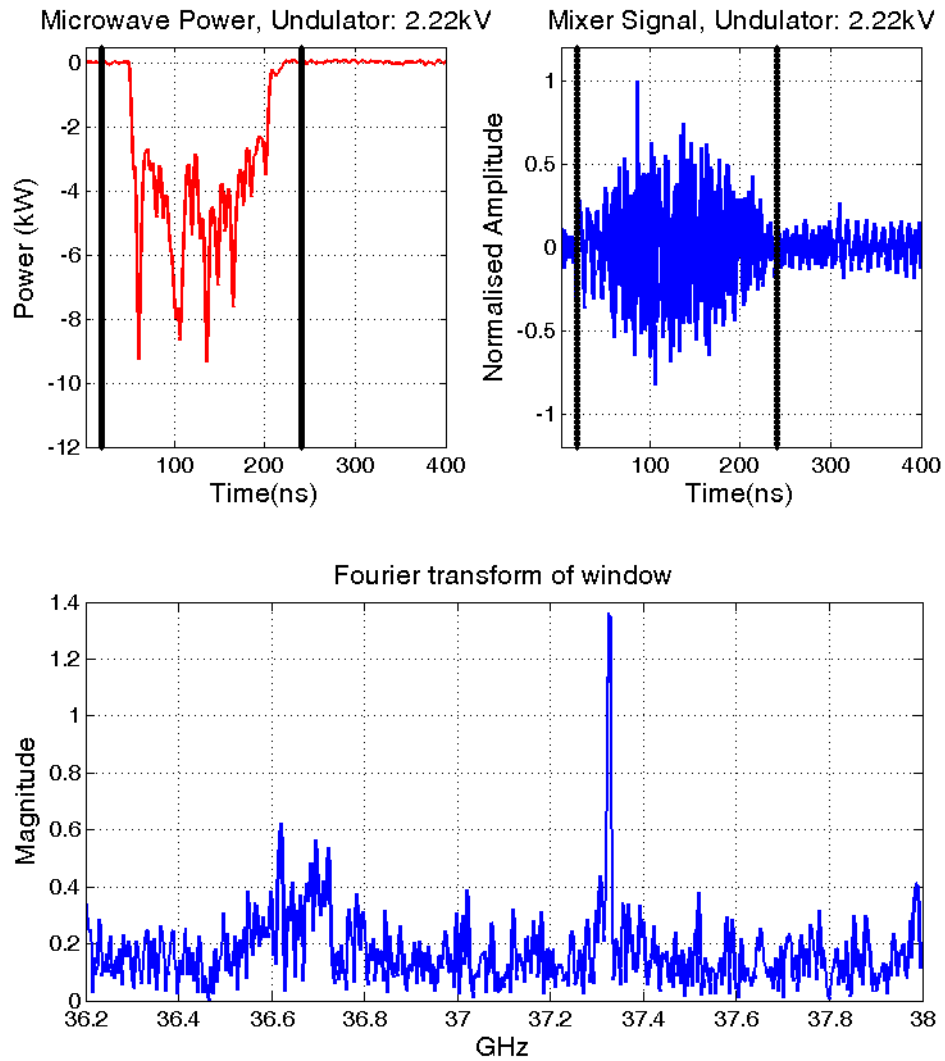 Microwave Power, Undulator: 2.22kV
0
-2
-4
-6
-8
-10
-12
Power (kW)
100 200 300 400
Time(ns)
Mixer Signal, Undulator: 2.22kV
1
0.5
0
-0.5
-1
Normalised Amplitude
100 200 300 400
Time(ns)
Fourier transform of window
1.4
1.2
1
0.8
0.6
0.4
0.2
0
Magnitude
36.2 36.4 36.6 36.8 37 37.2 37.4 37.6 37.8 38
GHz